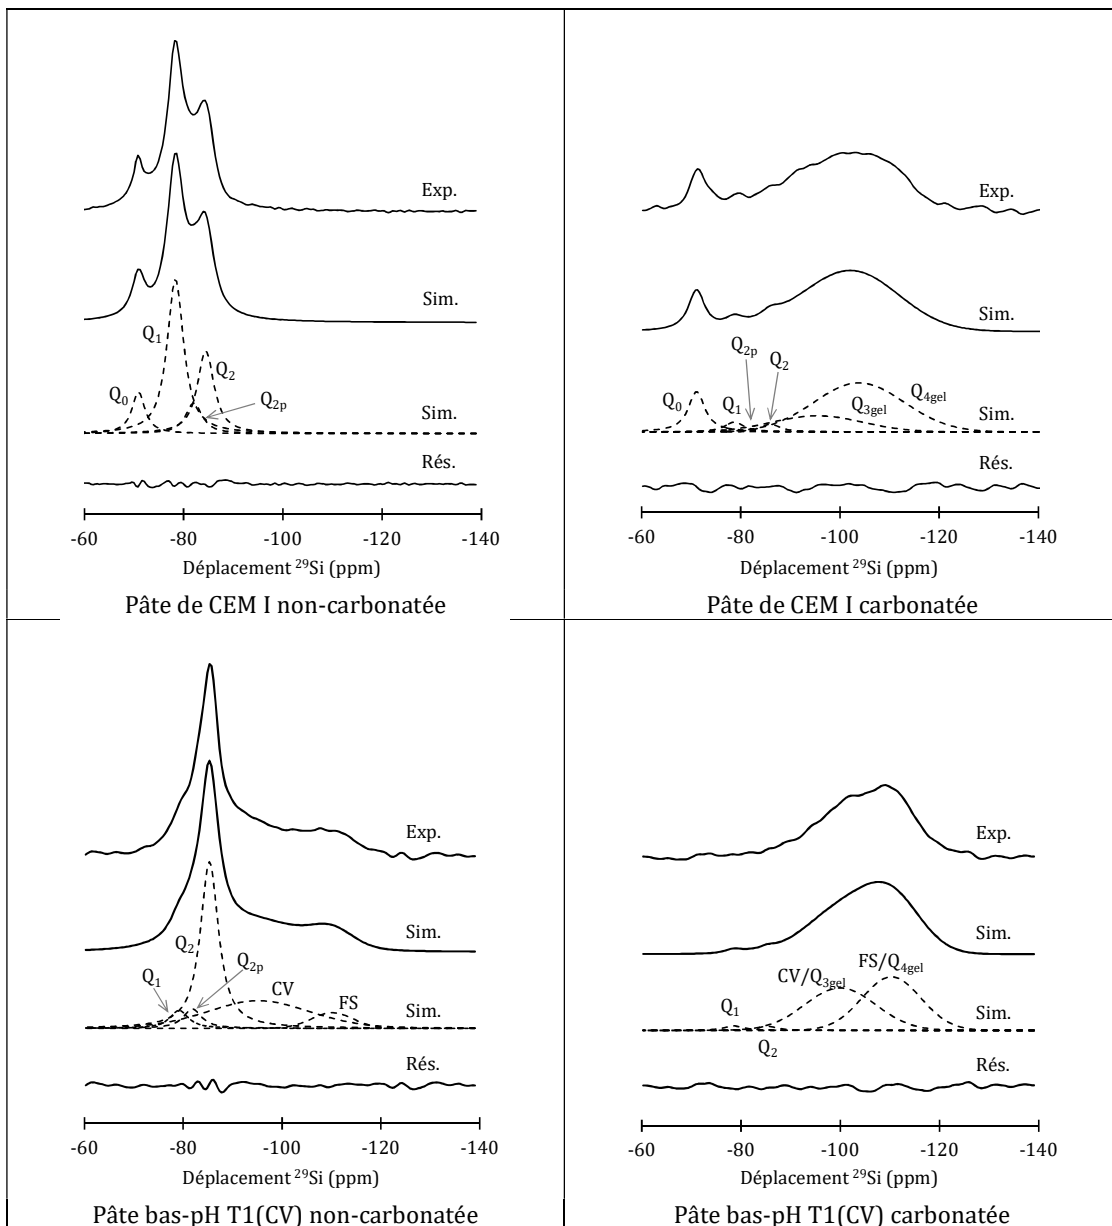 Exp.
Sim.
Q1
Q2
Q0
Q2p
Sim.
Rés.
-60 -80 -100 -120 -140
Déplacement 29Si (ppm)
Pâte de CEM I non-carbonatée
Exp.
Sim.
Q2p
Q2
Q0
Q1
Q3gel
Q4gel
Sim.
Rés.
-60 -80 -100 -120 -140
Déplacement 29Si (ppm)
Pâte de CEM I carbonatée
Exp.
Sim.
Q2
Q2p
Q1
CV
FS
Sim.
Rés.
-60 -80 -100 -120 -140
Déplacement 29Si (ppm)
Pâte bas-pH T1(CV) non-carbonatée
Exp.
Sim.
FS/Q4gel
CV/Q3gel
Q1
Sim.
Q2
Rés.
-60 -80 -100 -120 -140
Déplacement 29Si (ppm)
Pâte bas-pH T1(CV) carbonatée